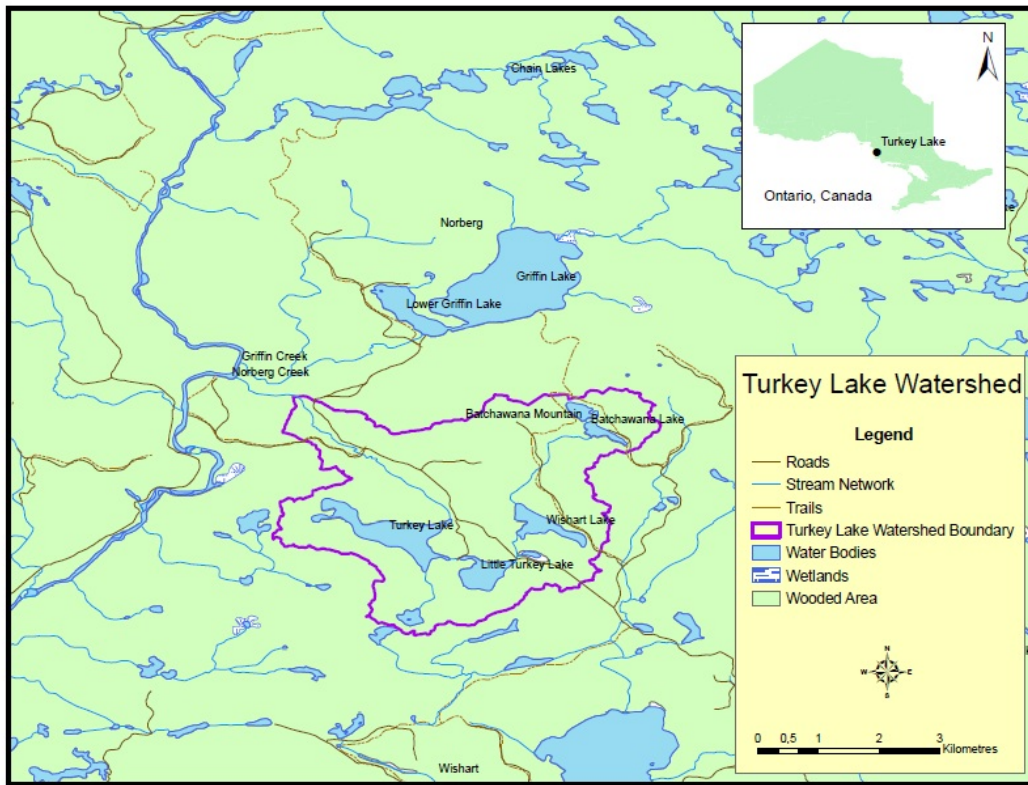 Chain Lakes
N
Turkey Lake
Ontario, Canada
Norberg
Griffin Lake
Lower Griffin Lake
Griffin Creek
Norberg Creek
Batchawana Mountain
Batchawana Lake
Turkey Lake
Wishart Lake
Little Turkey Lake
Wishart
Turkey Lake Watershed
Legend
Roads
Stream Network
Trails
Turkey Lake Watershed Boundary
Water Bodies
Wetlands
Wooded Area
N
W E
S
0 0,5 1 2 3
Kilometres